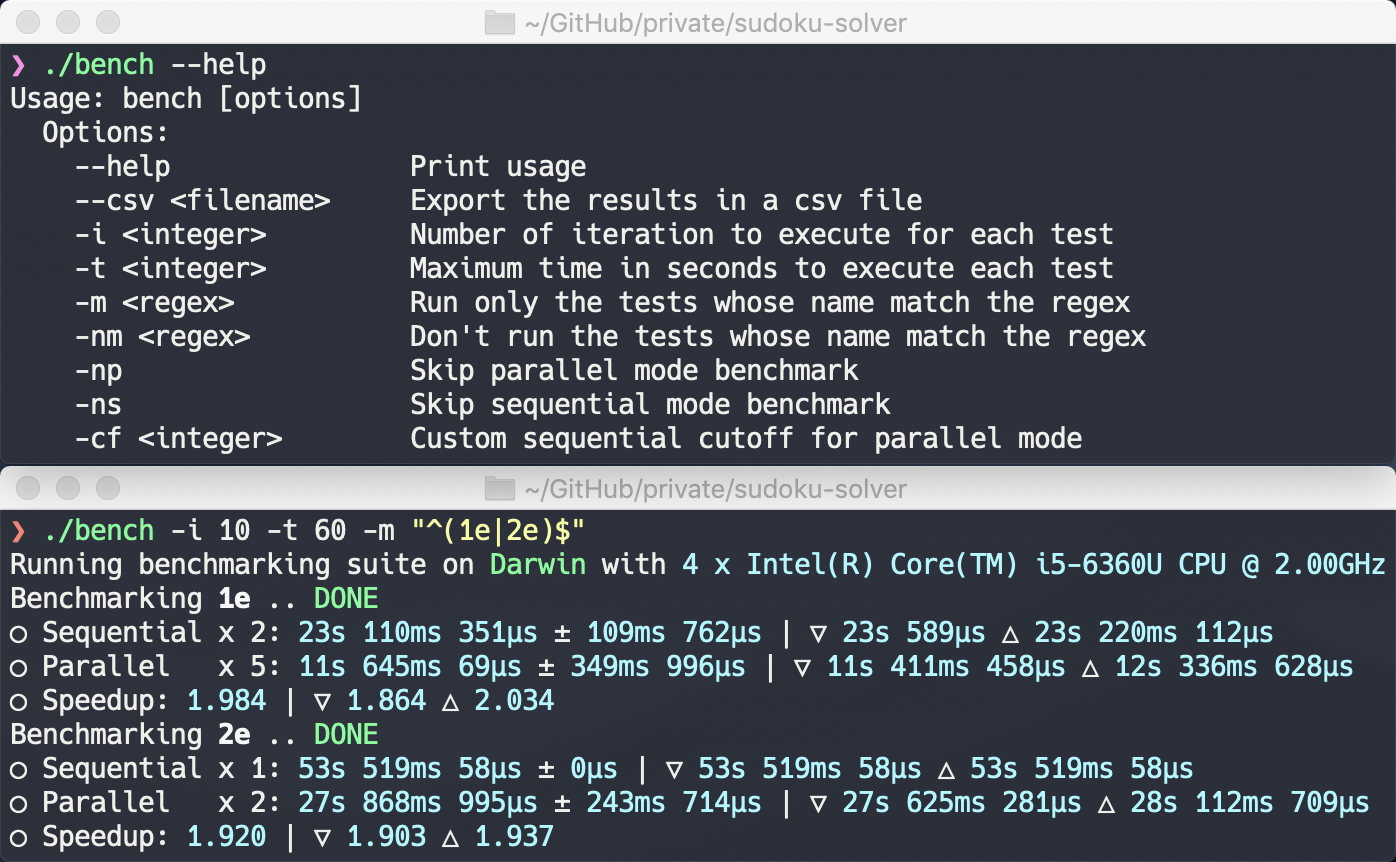 ~/GitHub/private/sudoku-solver
❯ ./bench --help
Usage: bench [options]
  Options:
    --help               Print usage
    --csv <filename>     Export the results in a csv file
    -i <integer>         Number of iteration to execute for each test
    -t <integer>         Maximum time in seconds to execute each test
    -m <regex>           Run only the tests whose name match the regex
    -nm <regex>          Don't run the tests whose name match the regex
    -np                  Skip parallel mode benchmark
    -ns                  Skip sequential mode benchmark
    -cf <integer>        Custom sequential cutoff for parallel mode
~/GitHub/private/sudoku-solver
❯ ./bench -i 10 -t 60 -m "^(1e|2e)$"
Running benchmarking suite on Darwin with 4 x Intel(R) Core(TM) i5-6360U CPU @ 2.00GHz
Benchmarking 1e .. DONE
○ Sequential x 2: 23s 110ms 351µs ± 109ms 762µs | ▽ 23s 589µs △ 23s 220ms 112µs
○ Parallel   x 5: 11s 645ms 69µs ± 349ms 996µs | ▽ 11s 411ms 458µs △ 12s 336ms 628µs
○ Speedup: 1.984 | ▽ 1.864 △ 2.034
Benchmarking 2e .. DONE
○ Sequential x 1: 53s 519ms 58µs ± 0µs | ▽ 53s 519ms 58µs △ 53s 519ms 58µs
○ Parallel   x 2: 27s 868ms 995µs ± 243ms 714µs | ▽ 27s 625ms 281µs △ 28s 112ms 709µs
○ Speedup: 1.920 | ▽ 1.903 △ 1.937